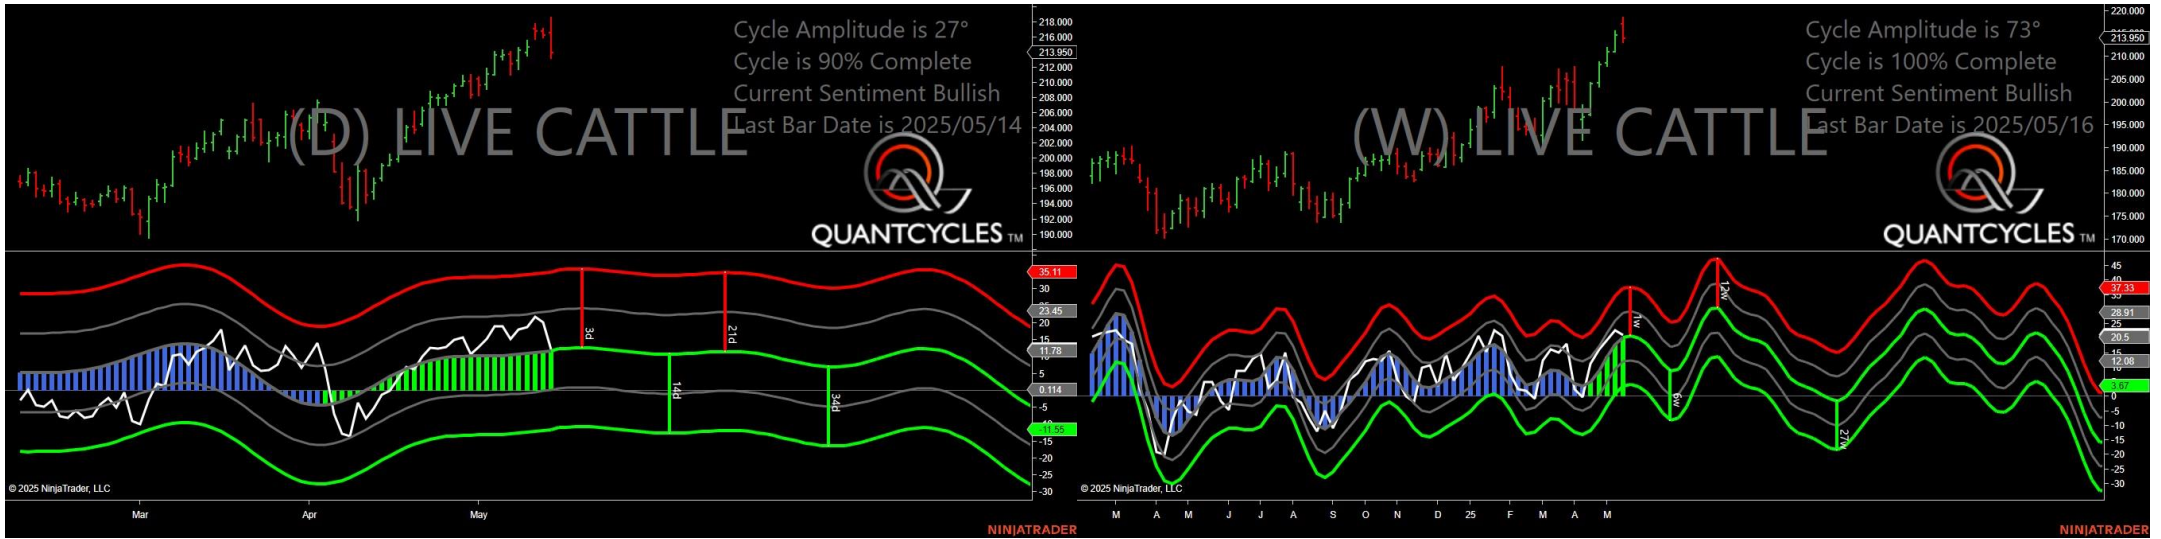 Cycle Amplitude is 27°
Cycle is 90% Complete
Current Sentiment Bullish
Last Bar Date is 2025/05/14
(D) LIVE CATTLE
QUANTCYCLES TM
218.000
216.000
213.950
212.000
210.000
208.000
206.000
204.000
202.000
200.000
198.000
196.000
194.000
192.000
190.000
35.11
30
23.45
20
15
11.78
5
0.114
-5
-11.55
-15
-20
-25
-30
3d
14d
21d
34d
© 2025 NinjaTrader, LLC
Mar
Apr
May
NINJATRADER
Cycle Amplitude is 73°
Cycle is 100% Complete
Current Sentiment Bullish
Last Bar Date is 2025/05/16
(W) LIVE CATTLE
QUANTCYCLES TM
220.000
213.950
210.000
205.000
200.000
195.000
190.000
185.000
180.000
175.000
170.000
45
37.33
35
28.91
25
20.5
15
12.08
3.67
0
-5
-10
-15
-20
-25
-30
1w
6w
12w
27w
© 2025 NinjaTrader, LLC
M A M J J A S O N D 25 F M A M
NINJATRADER